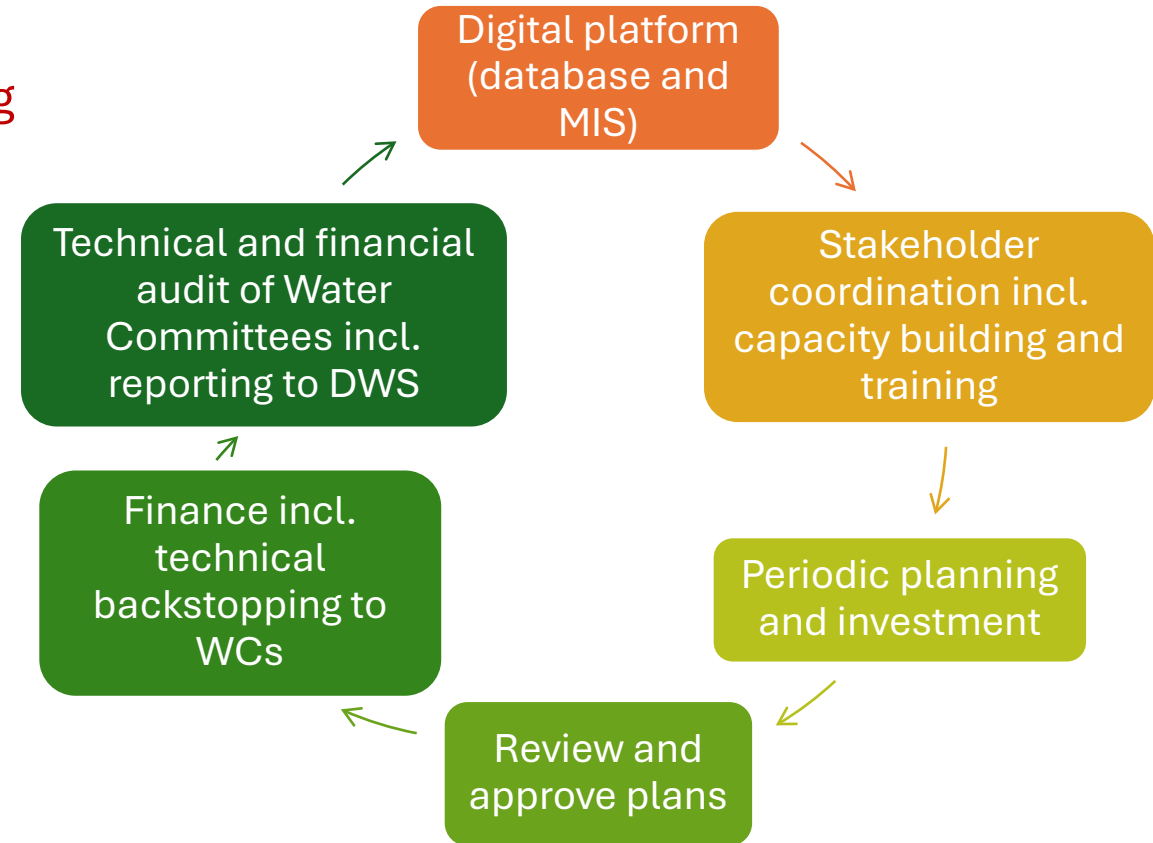 Digital platform
(database and
MIS)
g
Stakeholder
coordination incl.
capacity building and
training
Periodic planning
and investment
Review and
approve plans
Finance incl.
technical
backstopping to
WCs
Technical and financial
audit of Water
Committees incl.
reporting to DWS